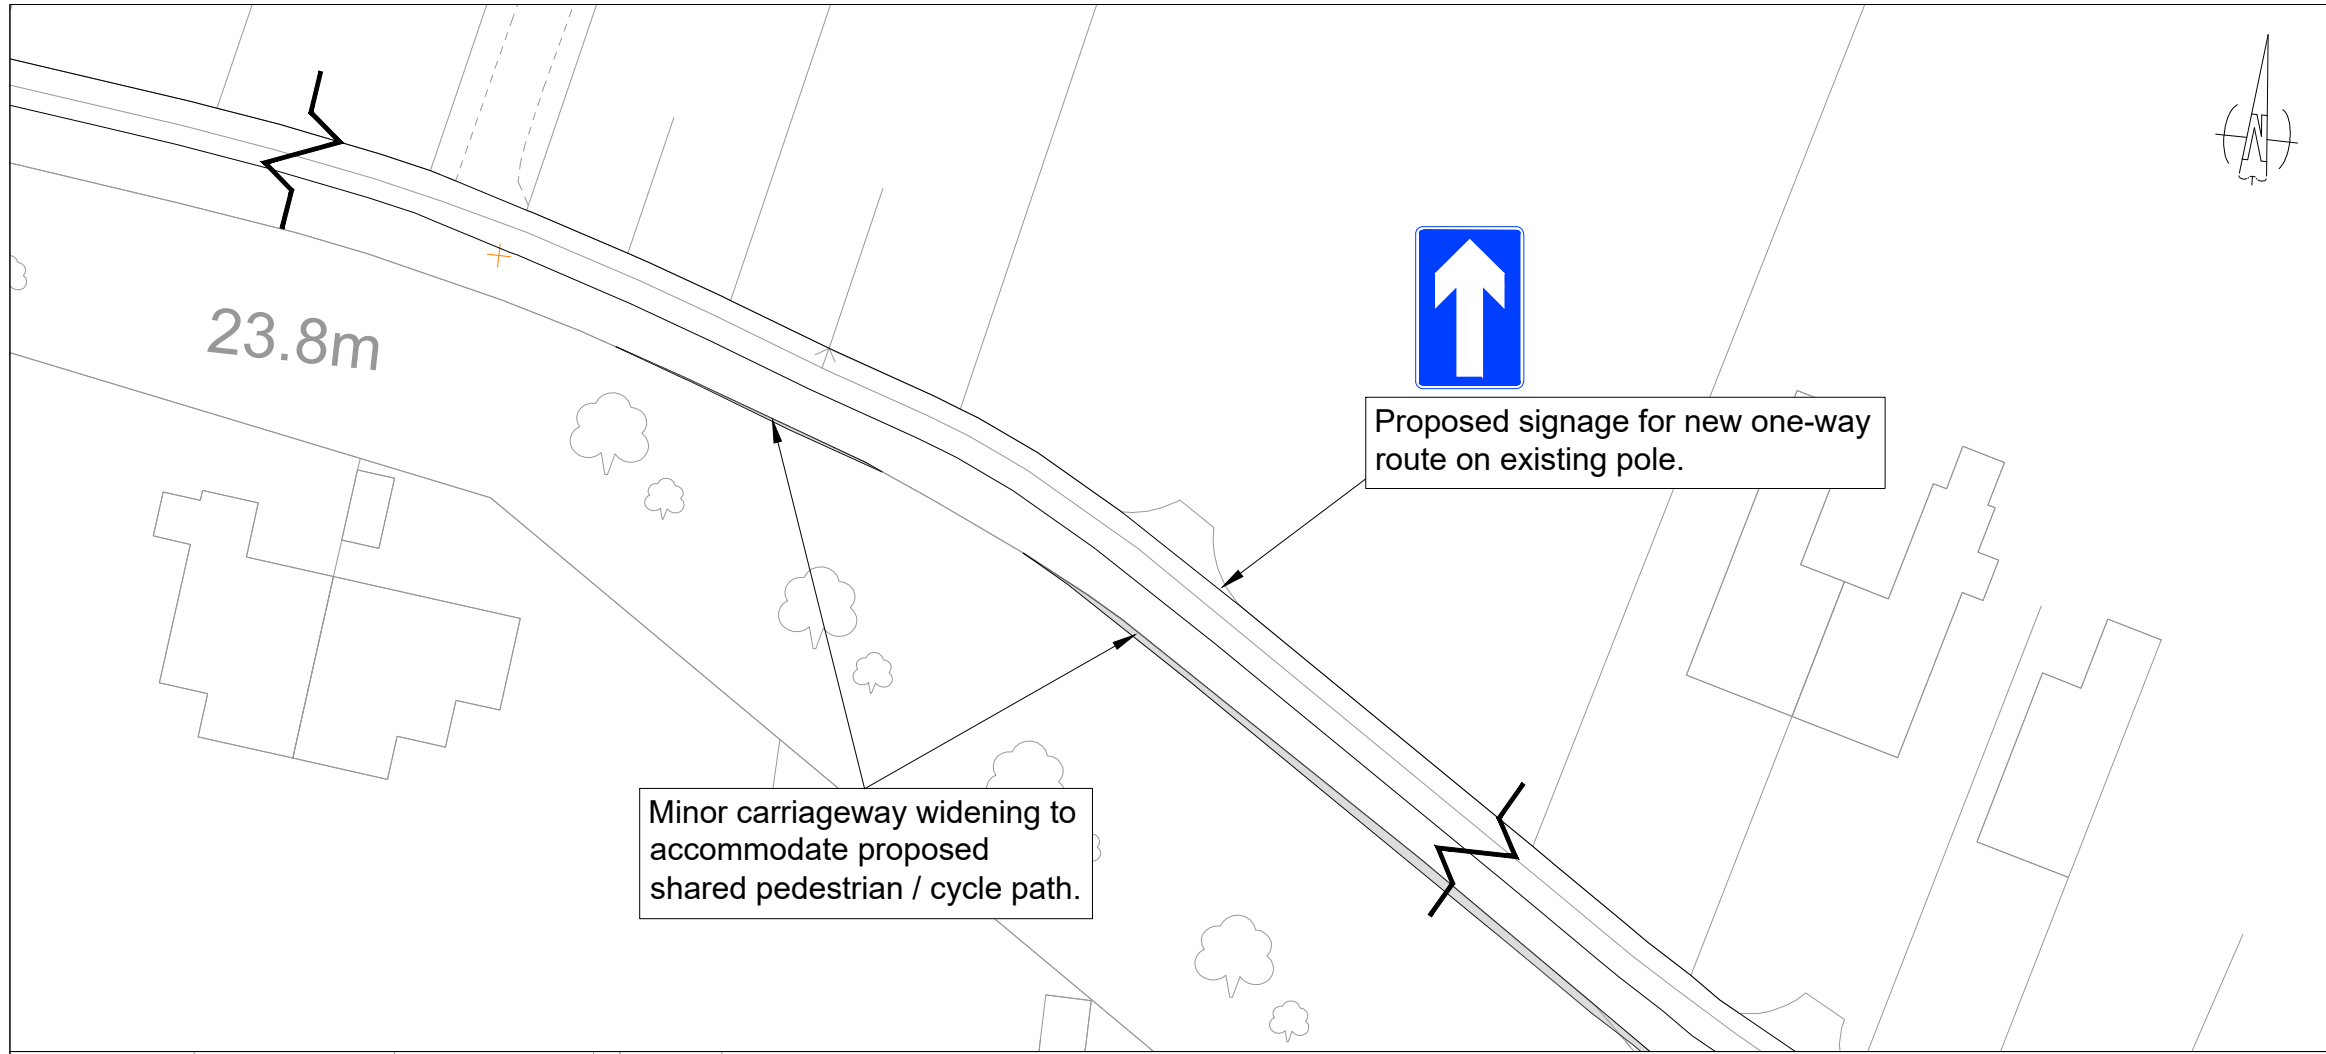 N
23.8m
Proposed signage for new one-way
route on existing pole.
Minor carriageway widening to
accommodate proposed
shared pedestrian / cycle path.